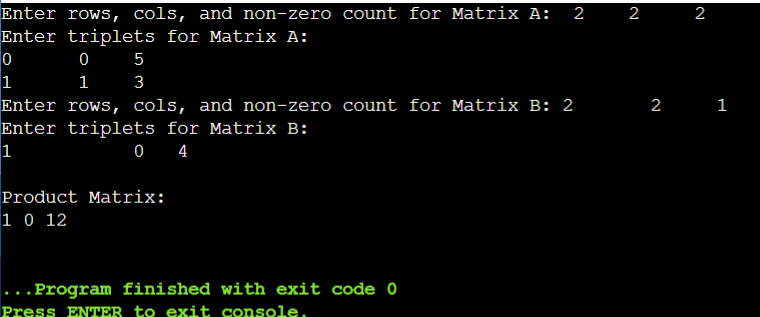 Enter rows, cols, and non-zero count for Matrix A:  2    2     2
Enter triplets for Matrix A:
0      0    5
1      1    3
Enter rows, cols, and non-zero count for Matrix B: 2       2     1
Enter triplets for Matrix B:
1           0   4
Product Matrix:
1 0 12
...Program finished with exit code 0
Press ENTER to exit console.